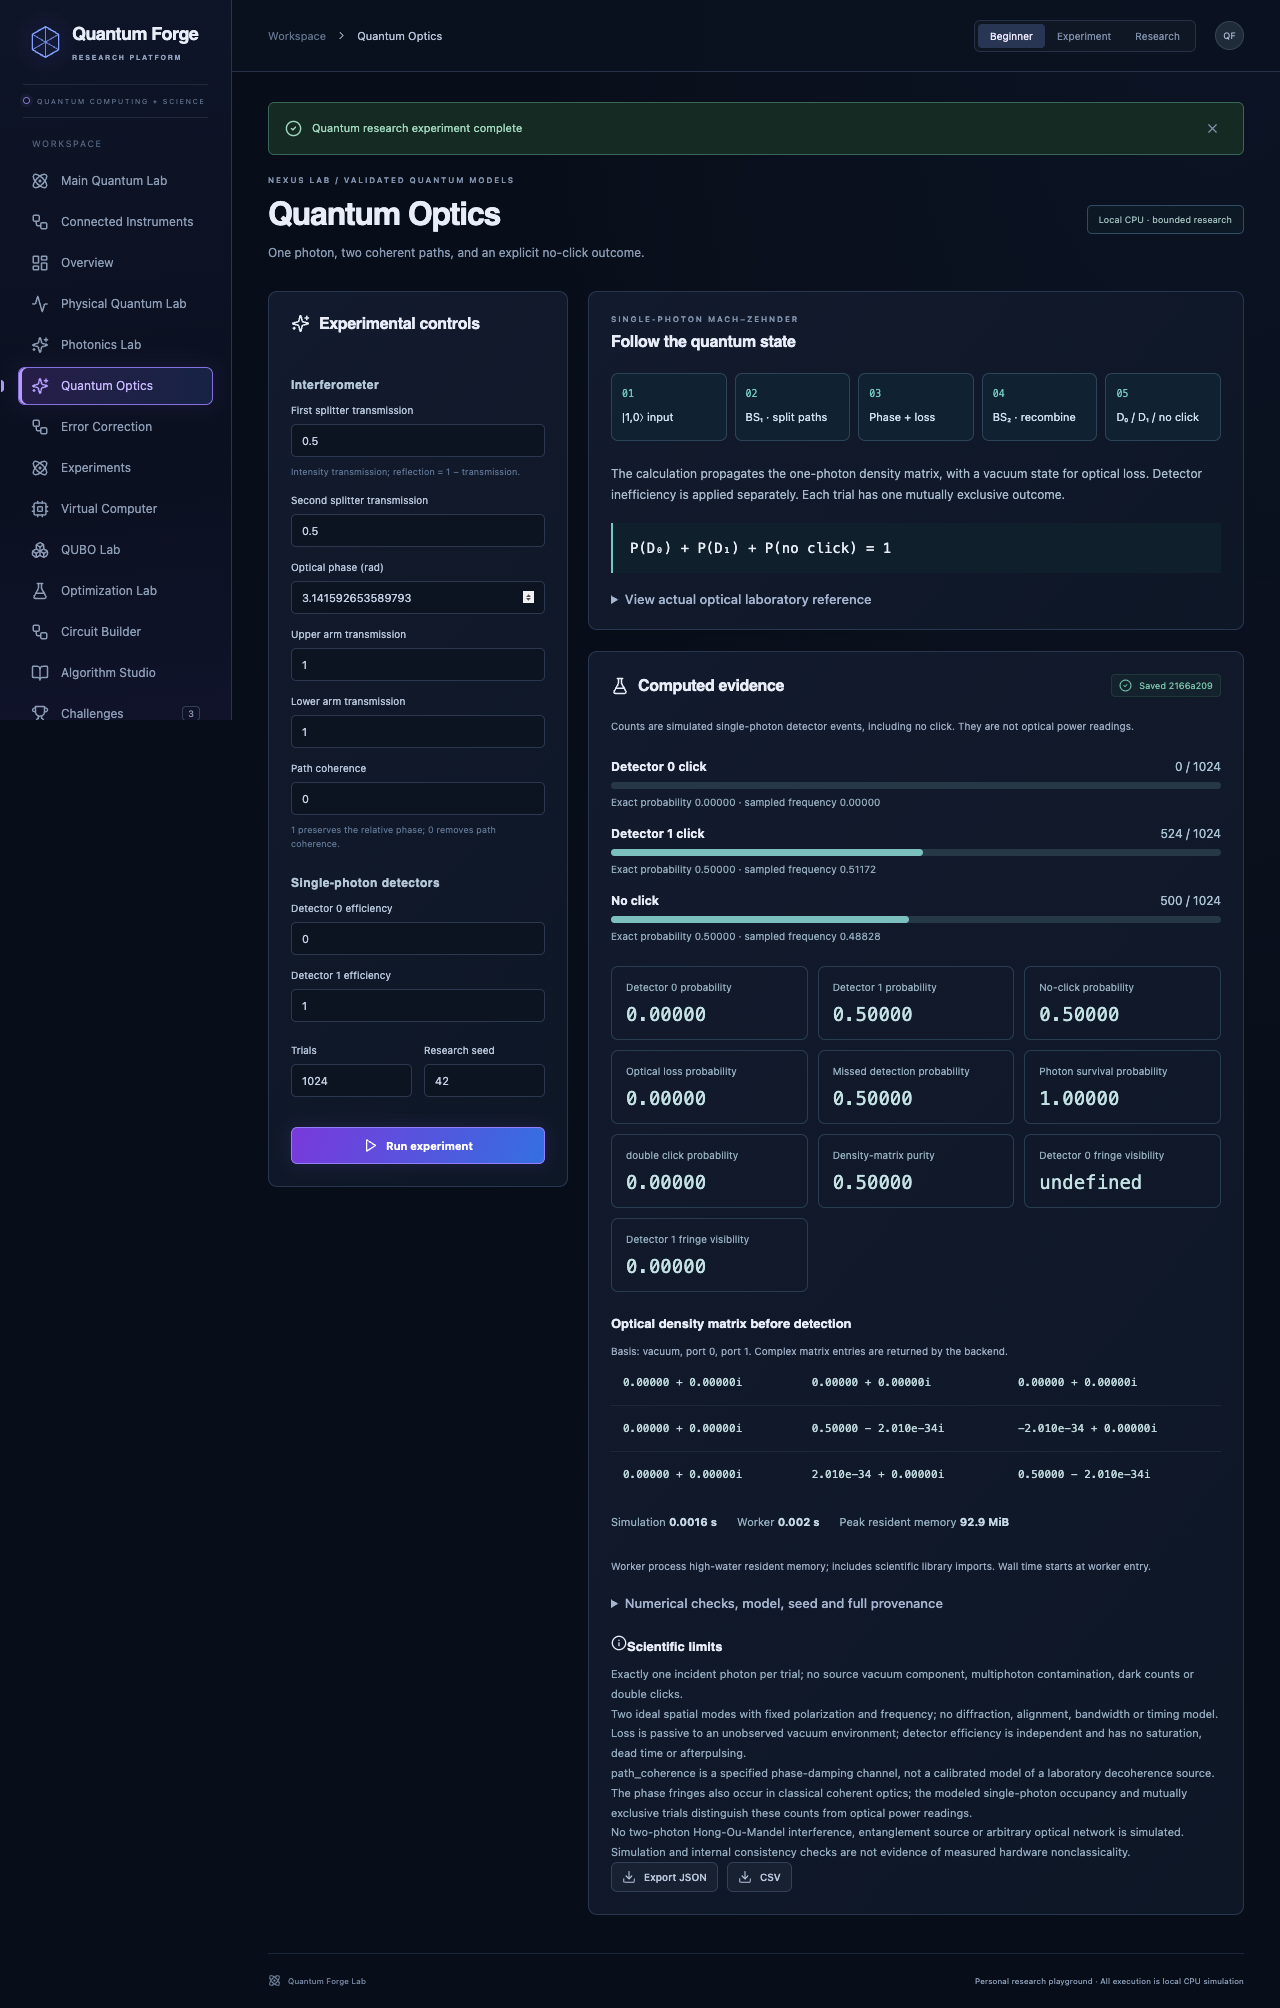 Quantum Forge
RESEARCH PLATFORM
QUANTUM COMPUTING + SCIENCE
WORKSPACE
Main Quantum Lab
Connected Instruments
Overview
Physical Quantum Lab
Photonics Lab
Quantum Optics
Error Correction
Experiments
Virtual Computer
QUBO Lab
Optimization Lab
Circuit Builder
Algorithm Studio
Challenges 3
Workspace > Quantum Optics
Beginner Experiment Research QF
Quantum research experiment complete
NEXUS LAB / VALIDATED QUANTUM MODELS
Quantum Optics
Local CPU · bounded research
One photon, two coherent paths, and an explicit no-click outcome.
Experimental controls
Interferometer
First splitter transmission
0.5
Intensity transmission; reflection = 1 − transmission.
Second splitter transmission
0.5
Optical phase (rad)
3.141592653589793
Upper arm transmission
1
Lower arm transmission
1
Path coherence
0
1 preserves the relative phase; 0 removes path
coherence.
Single-photon detectors
Detector 0 efficiency
0
Detector 1 efficiency
1
Trials Research seed
1024 42
Run experiment
SINGLE-PHOTON MACH–ZEHNDER
Follow the quantum state
01 02 03 04 05
|1,0⟩ input BS₁ · split paths Phase + loss BS₂ · recombine D₀ / D₁ / no click
The calculation propagates the one-photon density matrix, with a vacuum state for optical loss. Detector
inefficiency is applied separately. Each trial has one mutually exclusive outcome.
P(D₀) + P(D₁) + P(no click) = 1
View actual optical laboratory reference
Computed evidence
Saved 2166a209
Counts are simulated single-photon detector events, including no click. They are not optical power readings.
Detector 0 click 0 / 1024
Exact probability 0.00000 · sampled frequency 0.00000
Detector 1 click 524 / 1024
Exact probability 0.50000 · sampled frequency 0.51172
No click 500 / 1024
Exact probability 0.50000 · sampled frequency 0.48828
Detector 0 probability Detector 1 probability No-click probability
0.00000 0.50000 0.50000
Optical loss probability Missed detection probability Photon survival probability
0.00000 0.50000 1.00000
double click probability Density-matrix purity Detector 0 fringe visibility
0.00000 0.50000 undefined
Detector 1 fringe visibility
0.00000
Optical density matrix before detection
Basis: vacuum, port 0, port 1. Complex matrix entries are returned by the backend.
0.00000 + 0.00000i 0.00000 + 0.00000i 0.00000 + 0.00000i
0.00000 + 0.00000i 0.50000 − 2.010e−34i −2.010e−34 + 0.00000i
0.00000 + 0.00000i 2.010e−34 + 0.00000i 0.50000 − 2.010e−34i
Simulation 0.0016 s Worker 0.002 s Peak resident memory 92.9 MiB
Worker process high-water resident memory; includes scientific library imports. Wall time starts at worker entry.
Numerical checks, model, seed and full provenance
Scientific limits
Exactly one incident photon per trial; no source vacuum component, multiphoton contamination, dark counts or
double clicks.
Two ideal spatial modes with fixed polarization and frequency; no diffraction, alignment, bandwidth or timing model.
Loss is passive to an unobserved vacuum environment; detector efficiency is independent and has no saturation,
dead time or afterpulsing.
path_coherence is a specified phase-damping channel, not a calibrated model of a laboratory decoherence source.
The phase fringes also occur in classical coherent optics; the modeled single-photon occupancy and mutually
exclusive trials distinguish these counts from optical power readings.
No two-photon Hong-Ou-Mandel interference, entanglement source or arbitrary optical network is simulated.
Simulation and internal consistency checks are not evidence of measured hardware nonclassicality.
Export JSON CSV
Quantum Forge Lab
Personal research playground · All execution is local CPU simulation